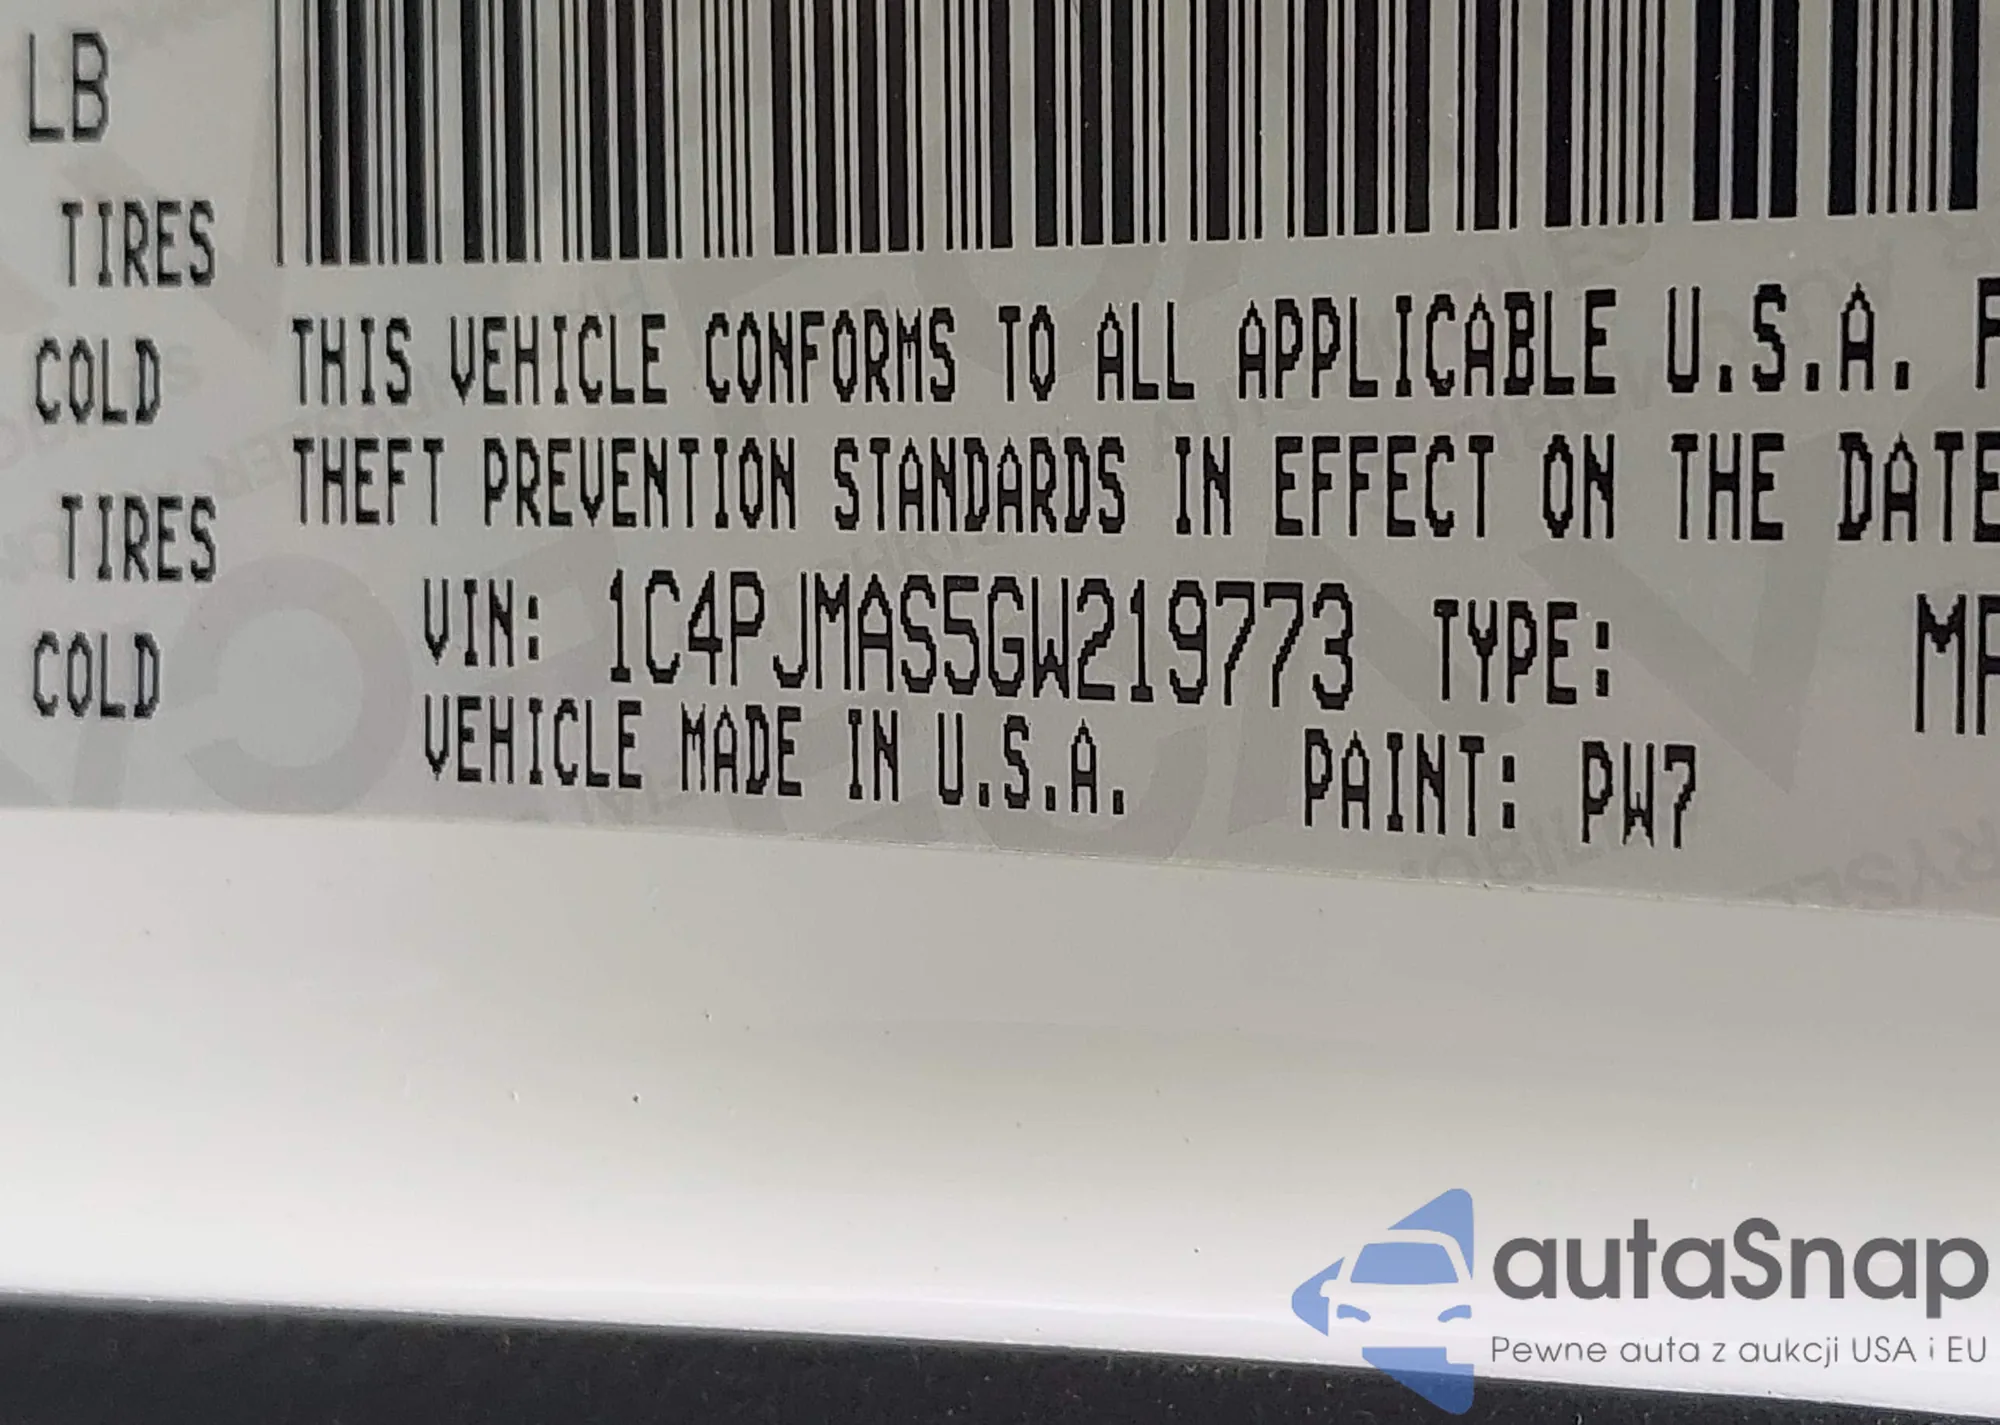 LB
TIRES
COLD
TIRES
COLD
THIS VEHICLE CONFORMS TO ALL APPLICABLE U.S.A. F
THEFT PREVENTION STANDARDS IN EFFECT ON THE DATE
VIN: 1C4PJMAS5GW219773 TYPE: MP
VEHICLE MADE IN U.S.A. PAINT: PW7
autaSnap
Pewne auta z aukcji USA i EU